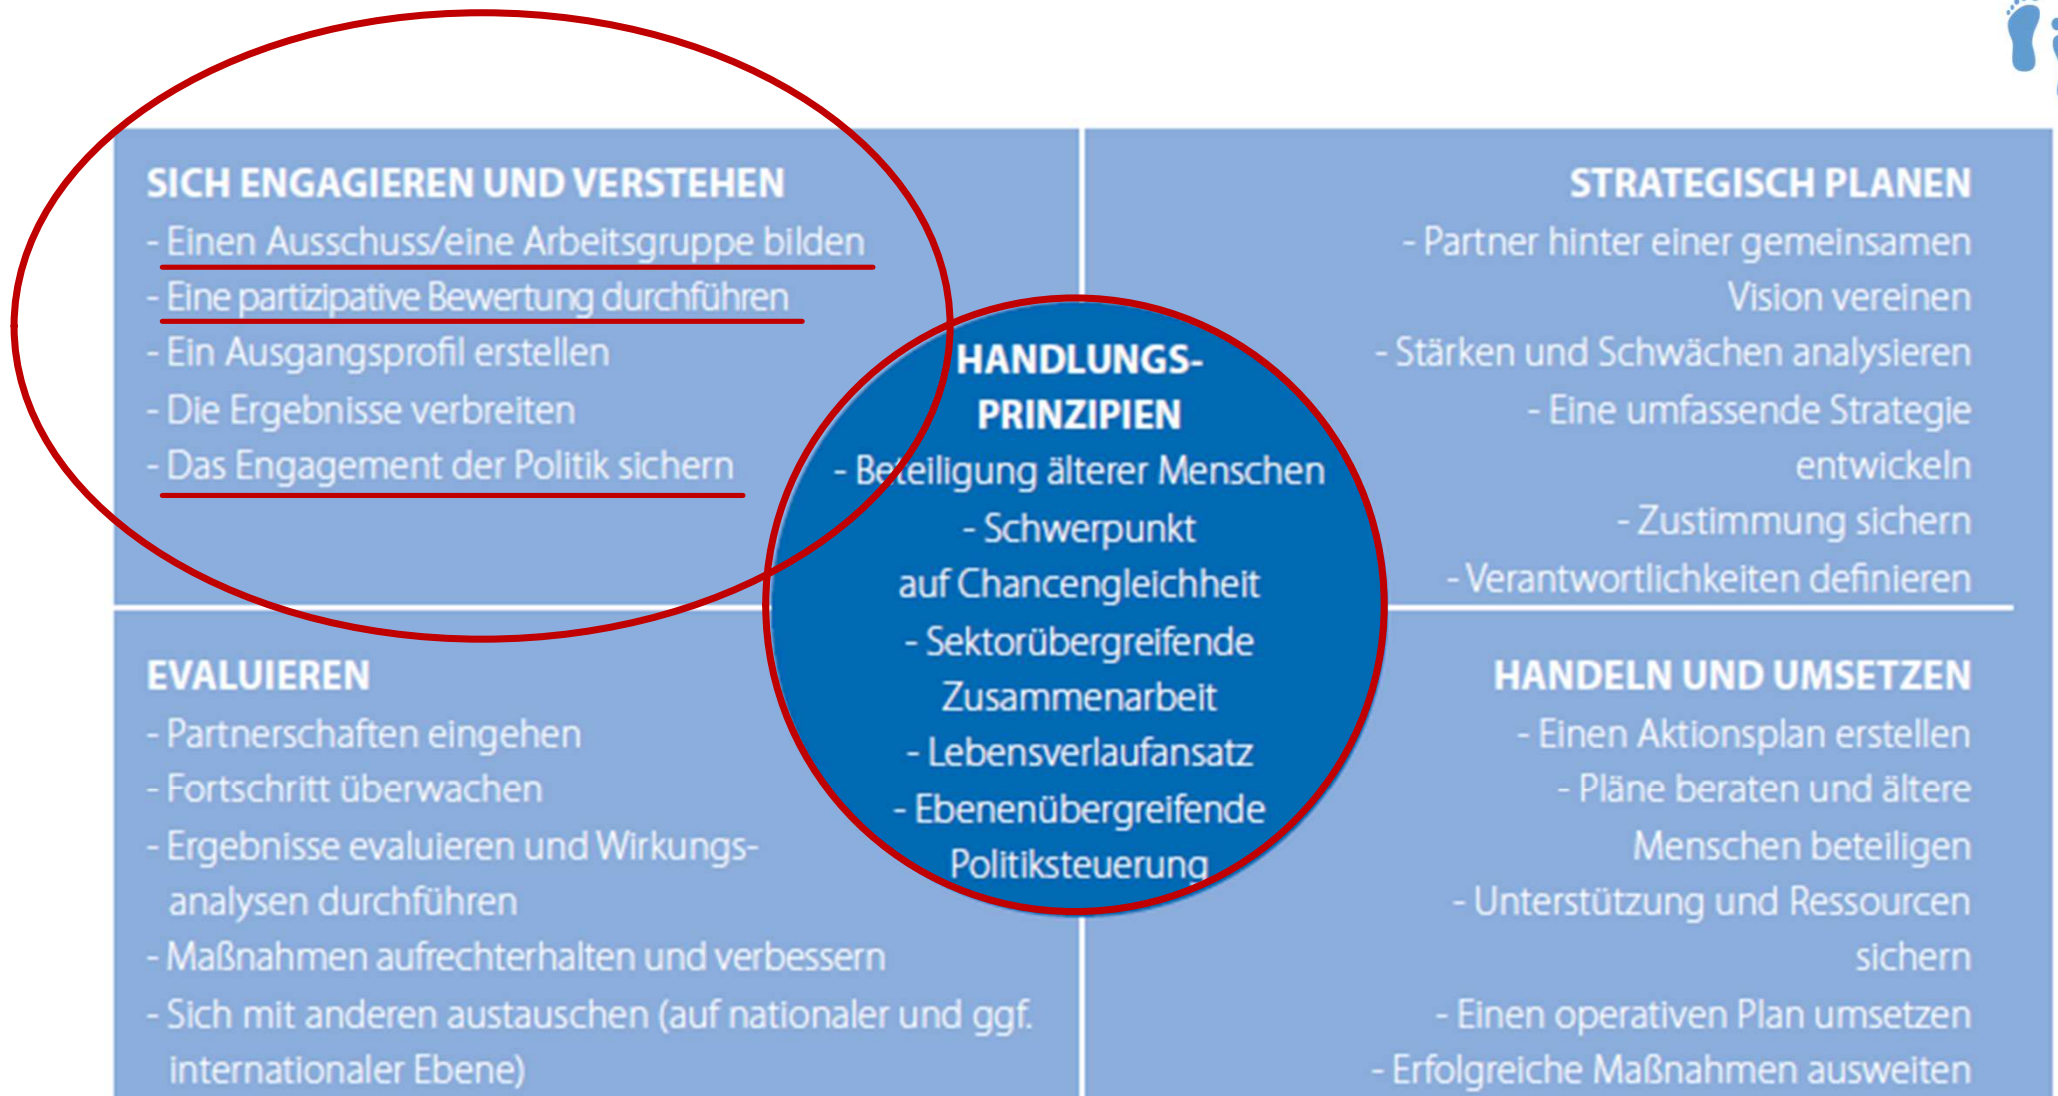 SICH ENGAGIEREN UND VERSTEHEN
- Einen Ausschuss/eine Arbeitsgruppe bilden
- Eine partizipative Bewertung durchführen
- Ein Ausgangsprofil erstellen
- Die Ergebnisse verbreiten
- Das Engagement der Politik sichern
STRATEGISCH PLANEN
- Partner hinter einer gemeinsamen
Vision vereinen
- Stärken und Schwächen analysieren
- Eine umfassende Strategie
entwickeln
- Zustimmung sichern
- Verantwortlichkeiten definieren
HANDLUNGS-
PRINZIPIEN
- Beteiligung älterer Menschen
- Schwerpunkt
auf Chancengleichheit
- Sektorübergreifende
Zusammenarbeit
- Lebensverlaufansatz
- Ebenenübergreifende
Politiksteuerung
EVALUIEREN
- Partnerschaften eingehen
- Fortschritt überwachen
- Ergebnisse evaluieren und Wirkungs-
analysen durchführen
- Maßnahmen aufrechterhalten und verbessern
- Sich mit anderen austauschen (auf nationaler und ggf.
internationaler Ebene)
HANDELN UND UMSETZEN
- Einen Aktionsplan erstellen
- Pläne beraten und ältere
Menschen beteiligen
- Unterstützung und Ressourcen
sichern
- Einen operativen Plan umsetzen
- Erfolgreiche Maßnahmen ausweiten